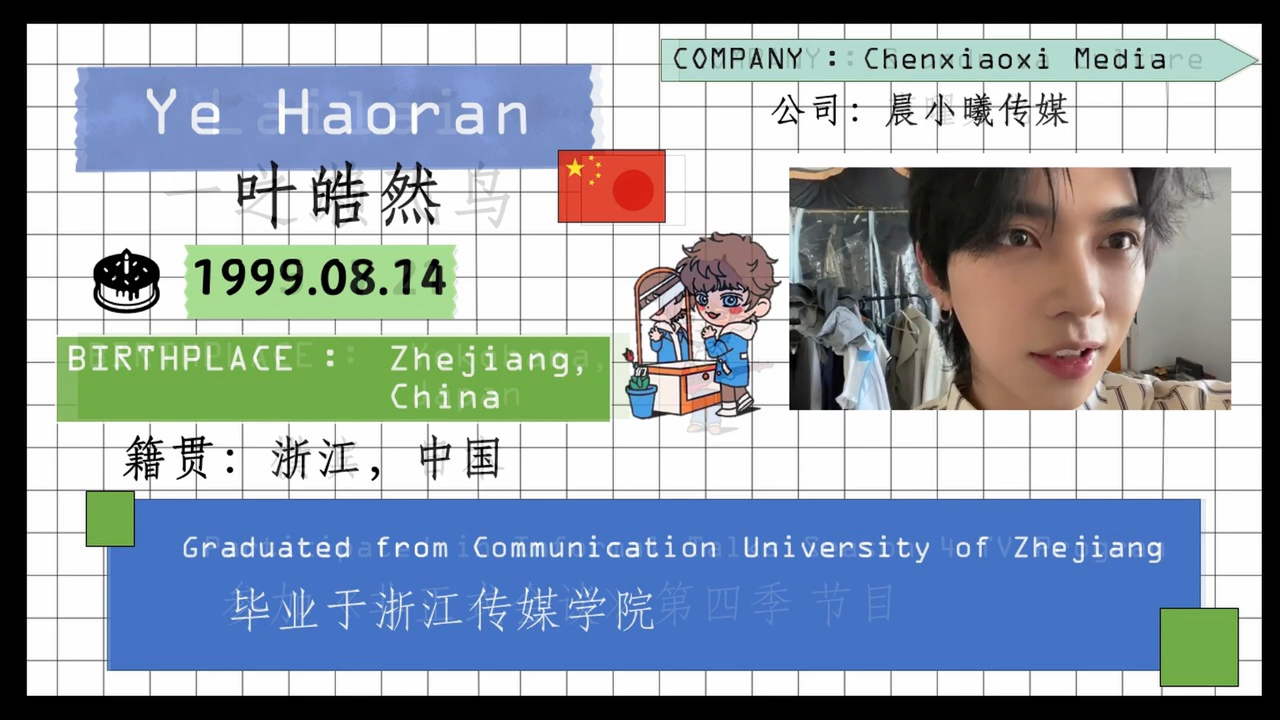 COMPANY : Chenxiaoxi Media
公司：晨小曦传媒
Ye Haorian
叶皓然
1999.08.14
BIRTHPLACE : Zhejiang,
China
籍贯：浙江，中国
Graduated from Communication University of Zhejiang
毕业于浙江传媒学院